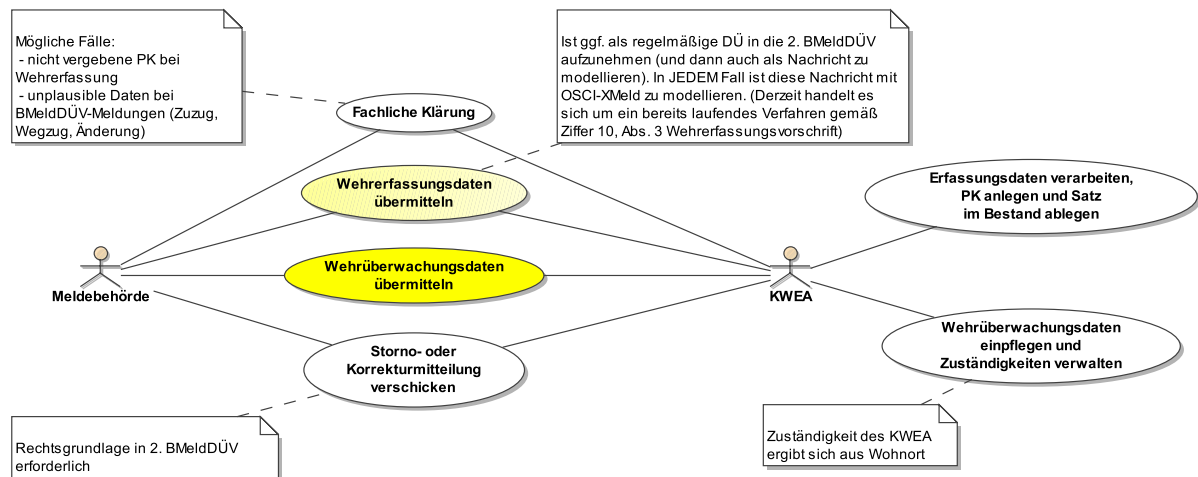 Mögliche Fälle:
- nicht vergebene PK bei
Wehrerfassung
- unplausible Daten bei
BMeldDÜV-Meldungen (Zuzug,
Wegzug, Änderung)
Ist ggf. als regelmäßige DÜ in die 2. BMeldDÜV
aufzunehmen (und dann auch als Nachricht zu
modellieren). In JEDEM Fall ist diese Nachricht mit
OSCI-XMeld zu modellieren. (Derzeit handelt es
sich um ein bereits laufendes Verfahren gemäß
Ziffer 10, Abs. 3 Wehrerfassungsvorschrift)
Fachliche Klärung
Wehrerfassungsdaten
übermitteln
Erfassungsdaten verarbeiten,
PK anlegen und Satz
im Bestand ablegen
Wehrüberwachungsdaten
übermitteln
Meldebehörde
KWEA
Storno- oder
Korrekturmitteilung
verschicken
Wehrüberwachungsdaten
einpflegen und
Zuständigkeiten verwalten
Rechtsgrundlage in 2. BMeldDÜV
erforderlich
Zuständigkeit des KWEA
ergibt sich aus Wohnort